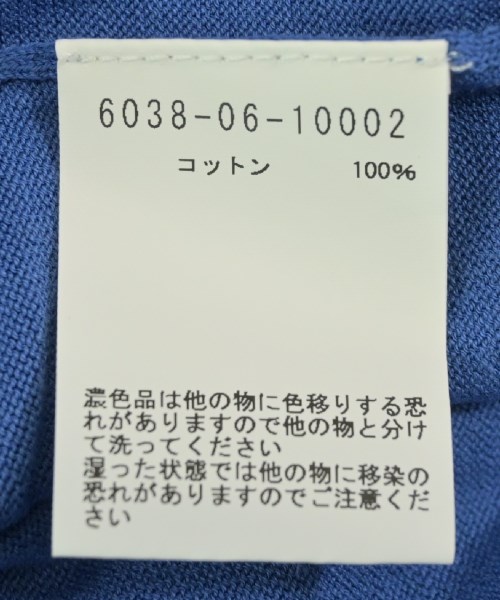 6038-06-10002
コットン 100%
濃色品は他の物に色移りする恐
れがありますので他の物と分け
て洗ってください
湿った状態では他の物に移染の
恐れがありますのでご注意くだ
さい